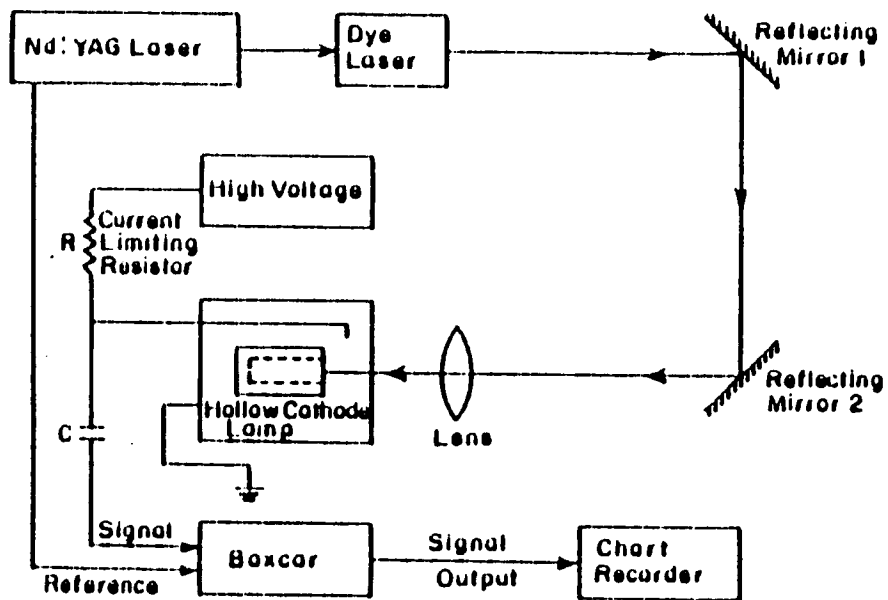 Nd:YAG Laser
Dye
Laser
Reflecting
Mirror 1
High Voltage
R
Current
Limiting
Resistor
Hollow Cathode
Lamp
Lens
Reflecting
Mirror 2
C
Signal
Reference
Boxcar
Signal
Output
Chart
Recorder